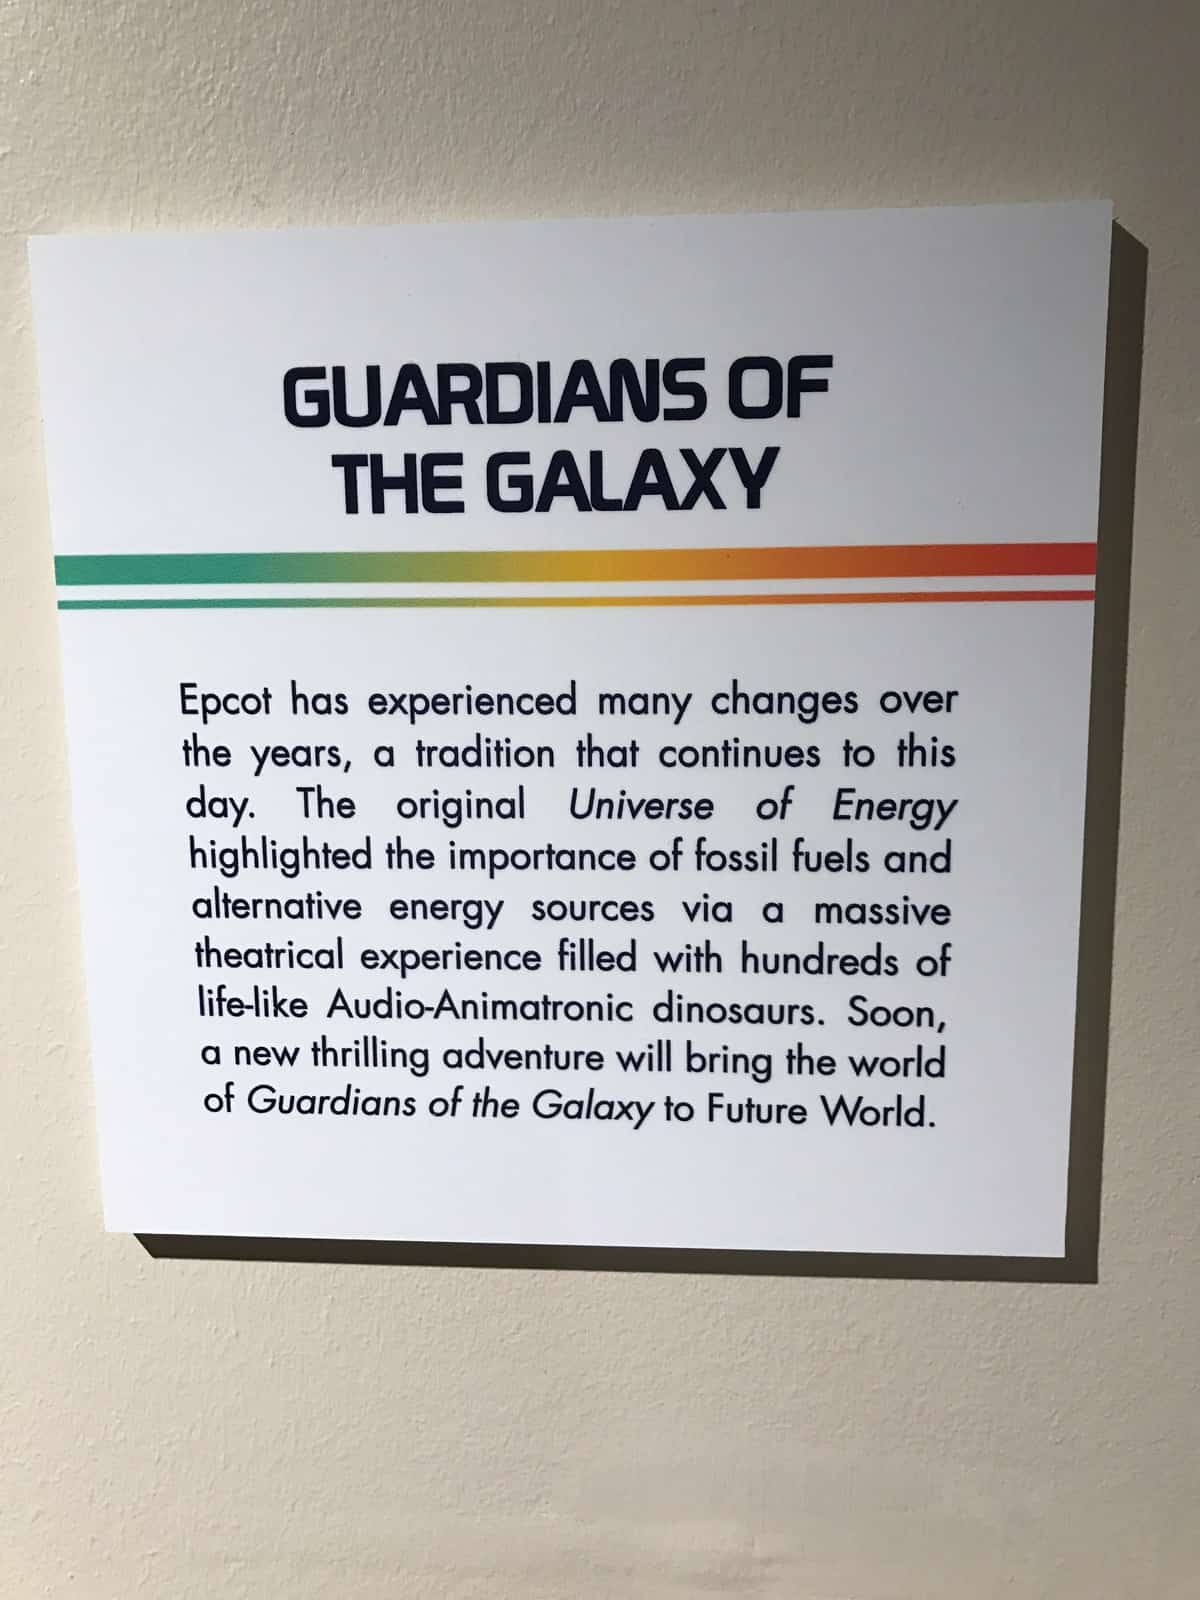 GUARDIANS OF
THE GALAXY
Epcot has experienced many changes over
the years, a tradition that continues to this
day. The original Universe of Energy
highlighted the importance of fossil fuels and
alternative energy sources via a massive
theatrical experience filled with hundreds of
life-like Audio-Animatronic dinosaurs. Soon,
a new thrilling adventure will bring the world
of Guardians of the Galaxy to Future World.